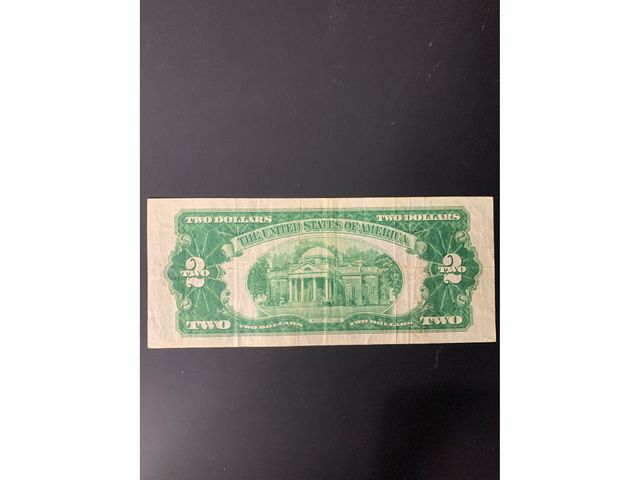 TWO DOLLARS TWO DOLLARS
THE UNITED STATES OF AMERICA
2 2
TWO TWO
TWO TWO DOLLARS TWO DOLLARS TWO